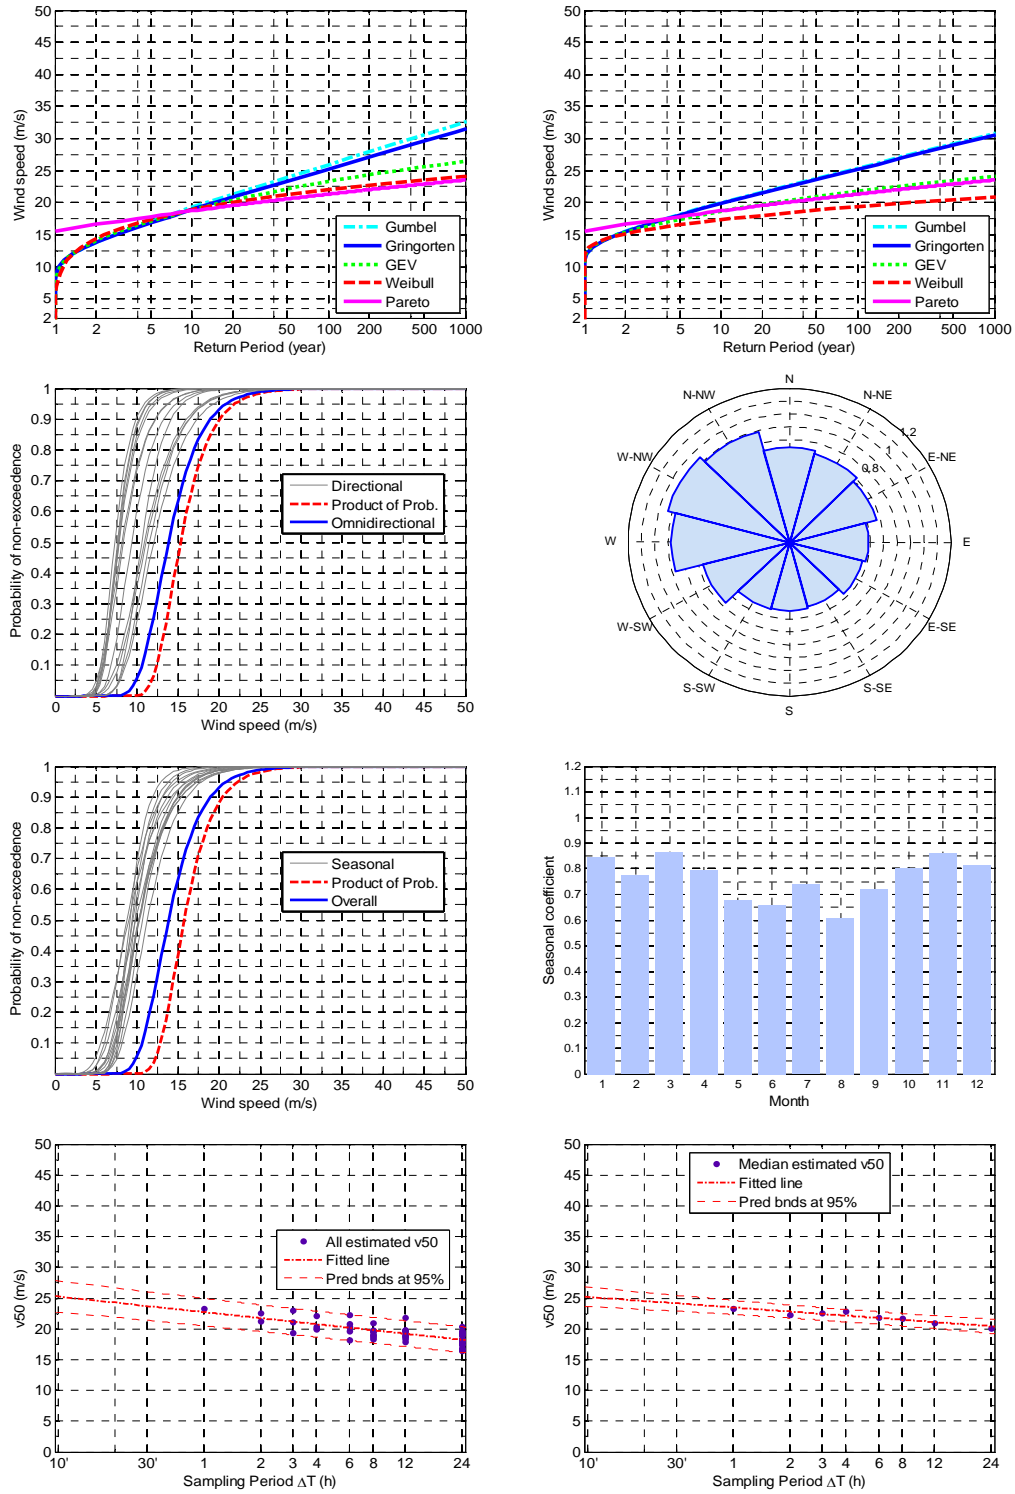 50
45
40
35
30
25
20
15
10
5
2
Wind speed (m/s)
Gumbel
Gringorten
GEV
Weibull
Pareto
1 2 5 10 20 50 100 200 500 1000
Return Period (year)
50
45
40
35
30
25
20
15
10
5
2
Wind speed (m/s)
Gumbel
Gringorten
GEV
Weibull
Pareto
1 2 5 10 20 50 100 200 500 1000
Return Period (year)
1
0.9
0.8
0.7
0.6
0.5
0.4
0.3
0.2
0.1
Probability of non-exceedence
Directional
Product of Prob.
Omnidirectional
0 5 10 15 20 25 30 35 40 45 50
Wind speed (m/s)
N
N-NW
N-NE
W-NW
E-NE
1.2
1
0.8
W
E
W-SW
E-SE
S-SW
S-SE
S
1
0.9
0.8
0.7
0.6
0.5
0.4
0.3
0.2
0.1
Probability of non-exceedence
Seasonal
Product of Prob.
Overall
0 5 10 15 20 25 30 35 40 45 50
Wind speed (m/s)
1.2
1.1
1
0.9
0.8
0.7
0.6
0.5
0.4
0.3
0.2
0.1
0
Seasonal coefficient
1 2 3 4 5 6 7 8 9 10 11 12
Month
50
45
40
35
30
25
20
15
10
5
0
v50 (m/s)
All estimated v50
Fitted line
Pred bnds at 95%
10' 30' 1 2 3 4 6 8 12 24
Sampling Period ΔT (h)
50
45
40
35
30
25
20
15
10
5
0
v50 (m/s)
Median estimated v50
Fitted line
Pred bnds at 95%
10' 30' 1 2 3 4 6 8 12 24
Sampling Period ΔT (h)